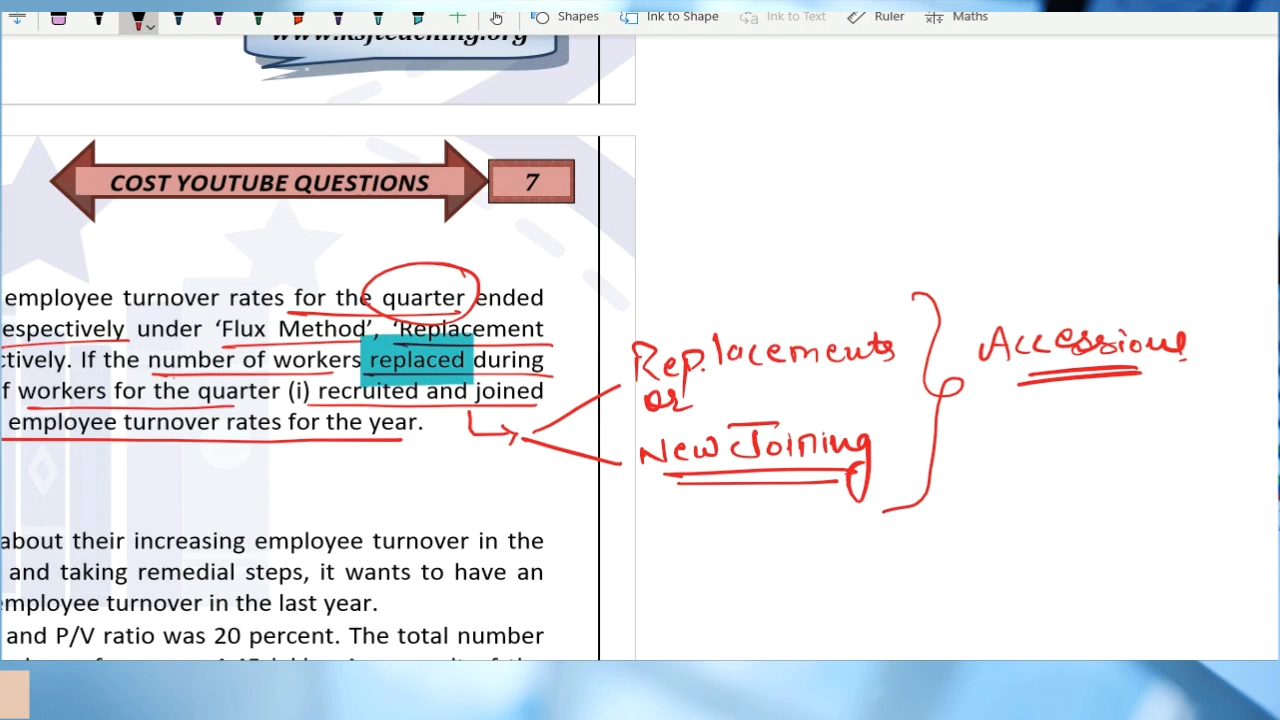 Shapes Ink to Shape Ink to Text Ruler Maths
www.ksjteaching.org
COST YOUTUBE QUESTIONS 7
employee turnover rates for the quarter ended
espectively under ‘Flux Method’, ‘Replacement
ctively. If the number of workers replaced during
f workers for the quarter (i) recruited and joined
employee turnover rates for the year.
Replacements
or
New Joining
Accessions
about their increasing employee turnover in the
and taking remedial steps, it wants to have an
employee turnover in the last year.
and P/V ratio was 20 percent. The total number